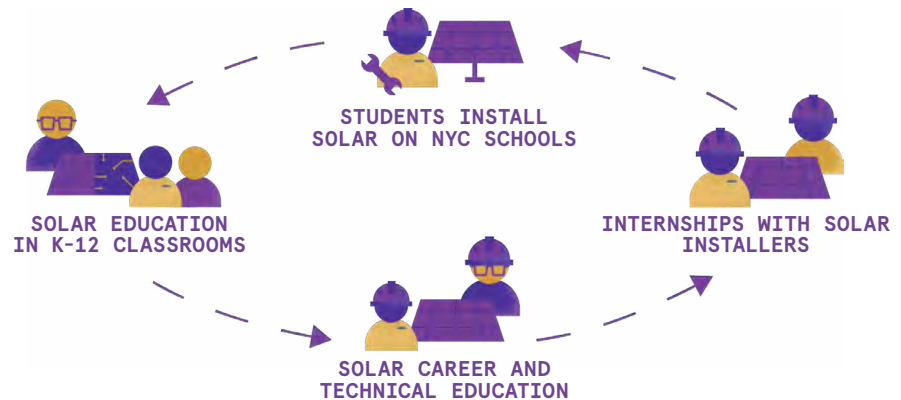 STUDENTS INSTALL
SOLAR ON NYC SCHOOLS
SOLAR EDUCATION
IN K-12 CLASSROOMS
INTERNSHIPS WITH SOLAR
INSTALLERS
SOLAR CAREER AND
TECHNICAL EDUCATION